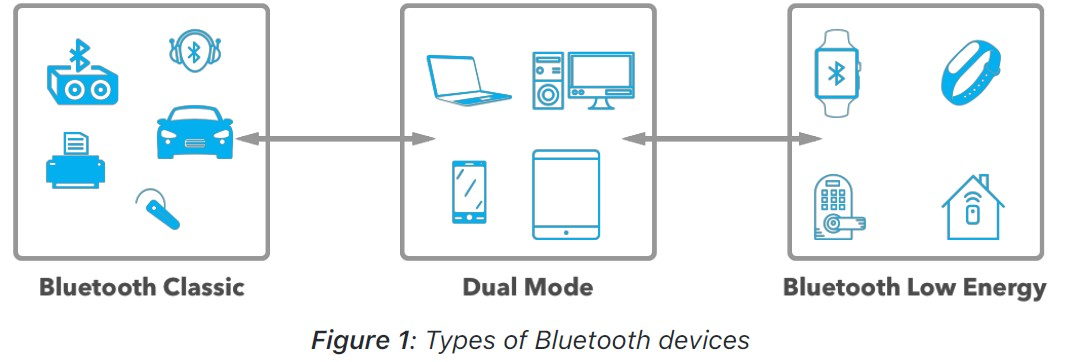 Bluetooth Classic
Dual Mode
Bluetooth Low Energy
Figure 1: Types of Bluetooth devices